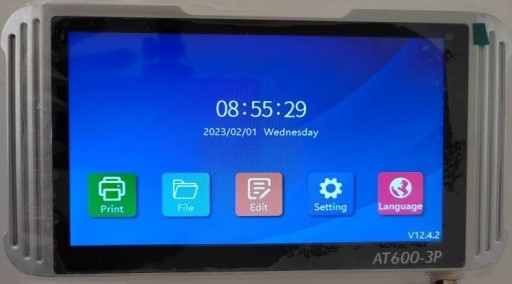 08:55:29
2023/02/01 Wednesday
Print
File
Edit
Setting
Language
V12.4.2
AT600-3P